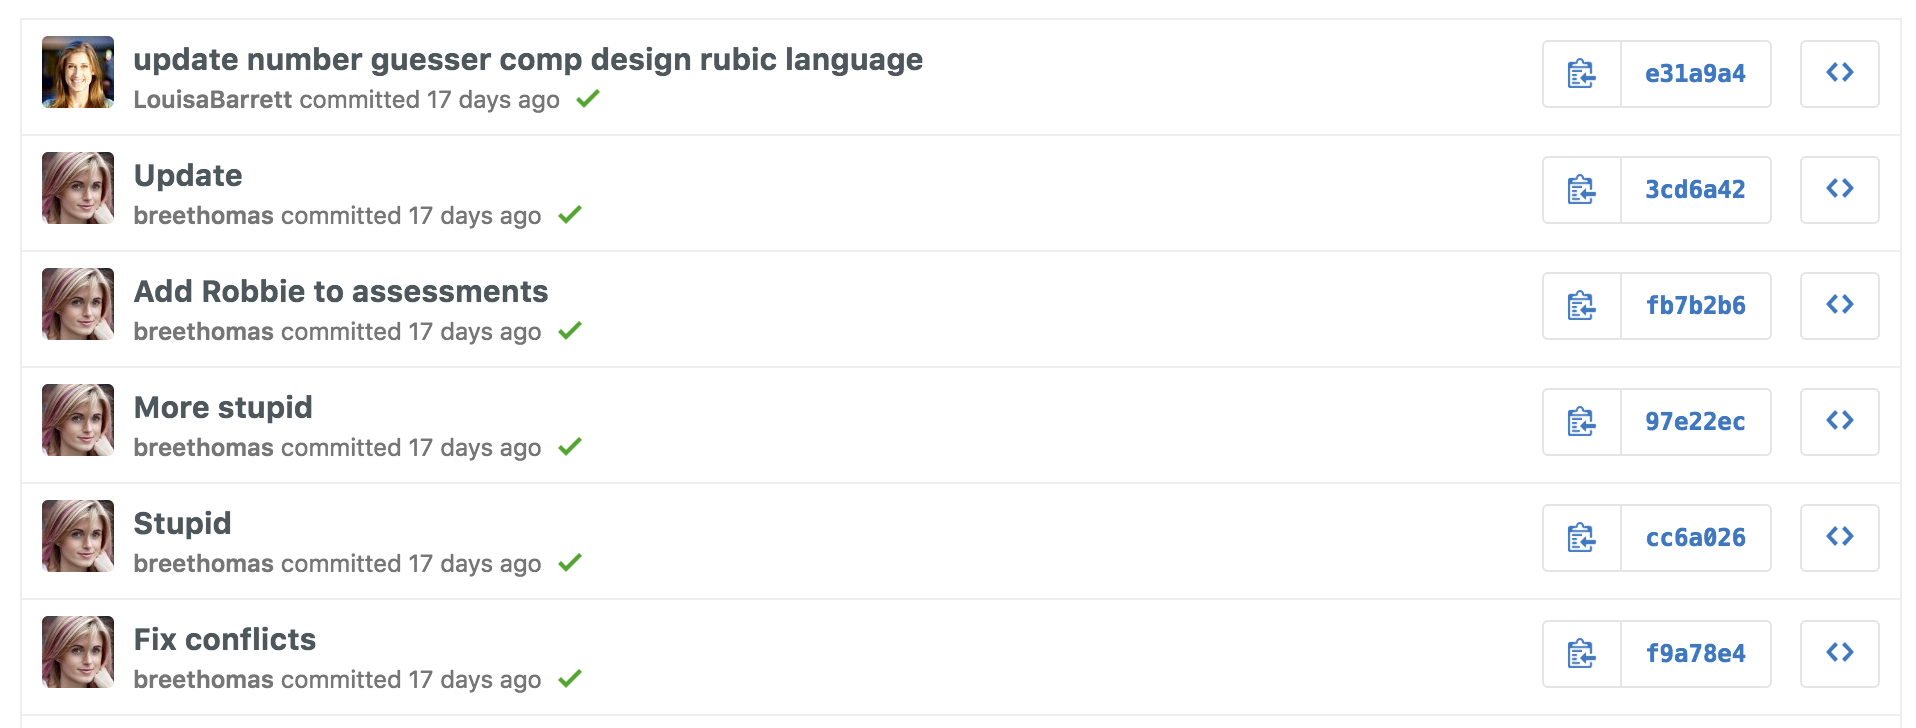 update number guesser comp design rubic language
LouisaBarrett committed 17 days ago
e31a9a4
Update
breethomas committed 17 days ago
3cd6a42
Add Robbie to assessments
breethomas committed 17 days ago
fb7b2b6
More stupid
breethomas committed 17 days ago
97e22ec
Stupid
breethomas committed 17 days ago
cc6a026
Fix conflicts
breethomas committed 17 days ago
f9a78e4